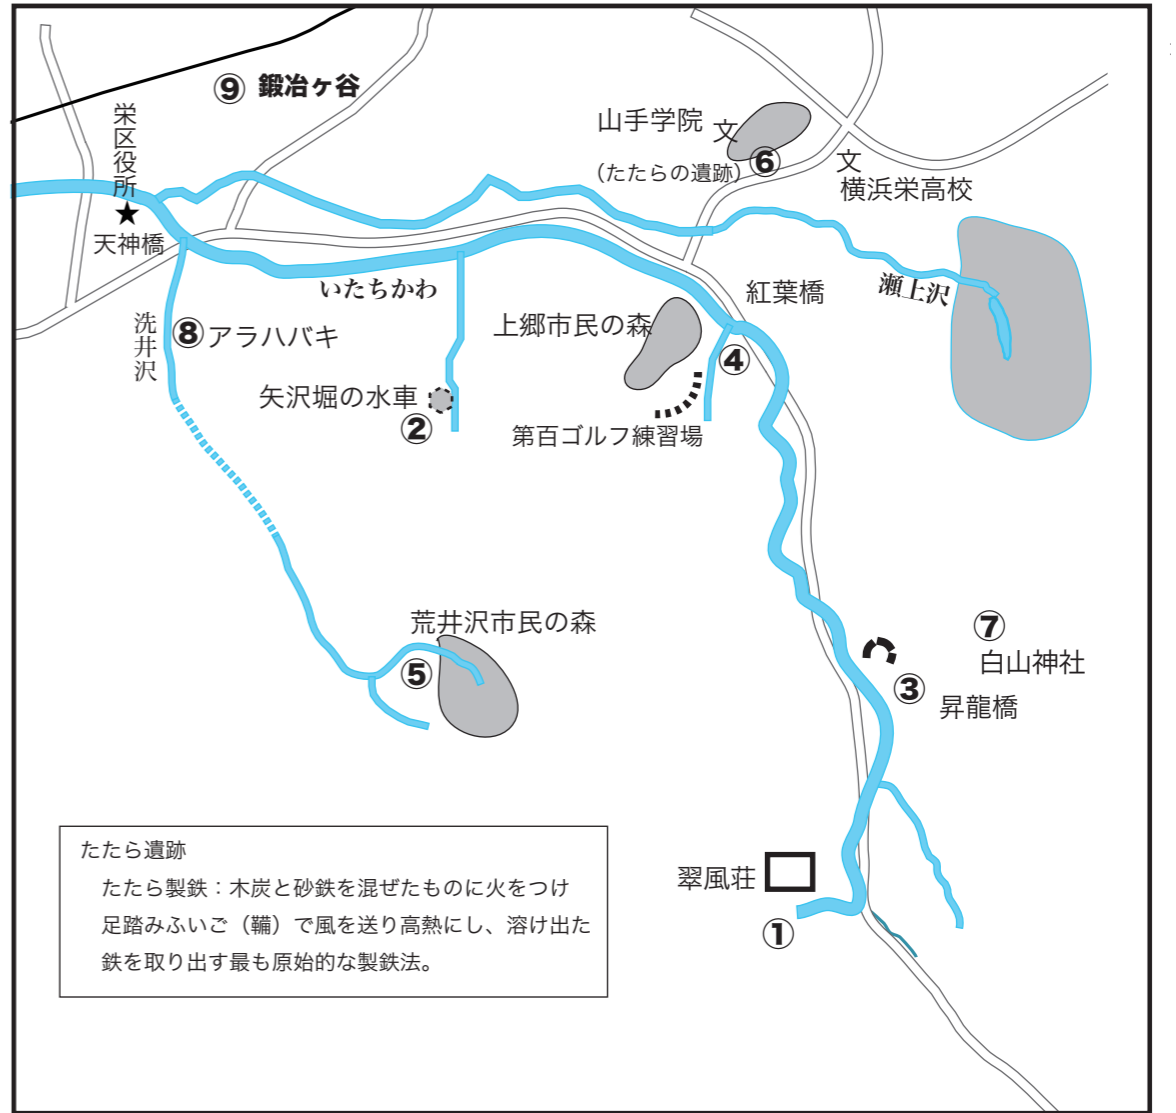 ⑨ 鍛冶ヶ谷
栄区役所
★
天神橋
山手学院 文
(たたらの遺跡)
⑥
文
横浜栄高校
瀬上沢
紅葉橋
いたちかわ
洗井沢
⑧アラハバキ
上郷市民の森
④
矢沢堀の水車
②
第百ゴルフ練習場
荒井沢市民の森
⑤
⑦
白山神社
③
昇龍橋
翠風荘
①
たたら遺跡
たたら製鉄：木炭と砂鉄を混ぜたものに火をつけ
足踏みふいご（鞴）で風を送り高熱にし、溶け出た
鉄を取り出す最も原始的な製鉄法。